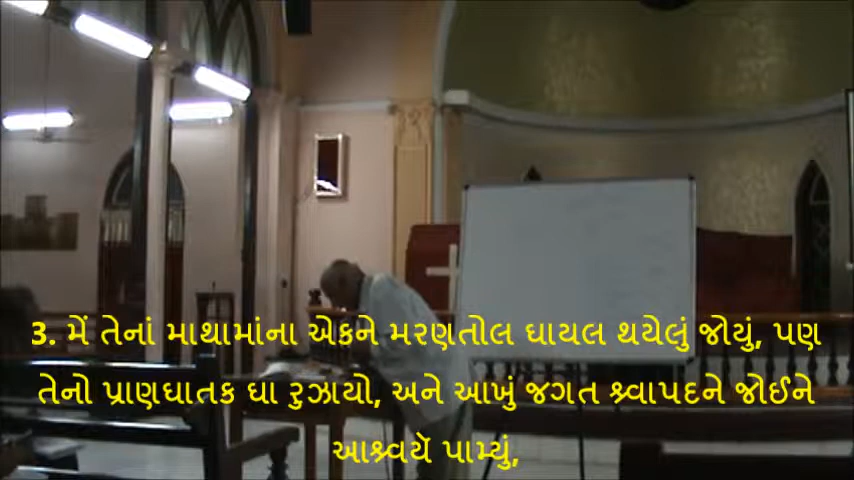 3. મેં તેનાં માથામાંના એકને મરણતોલ ઘાયલ થયેલું જોયું, પણ
તેનો પ્રાણઘાતક ઘા રુઝાયો, અને આખું જગત શ્વાપદને જોઈને
આશ્ચર્ય પામ્યું,